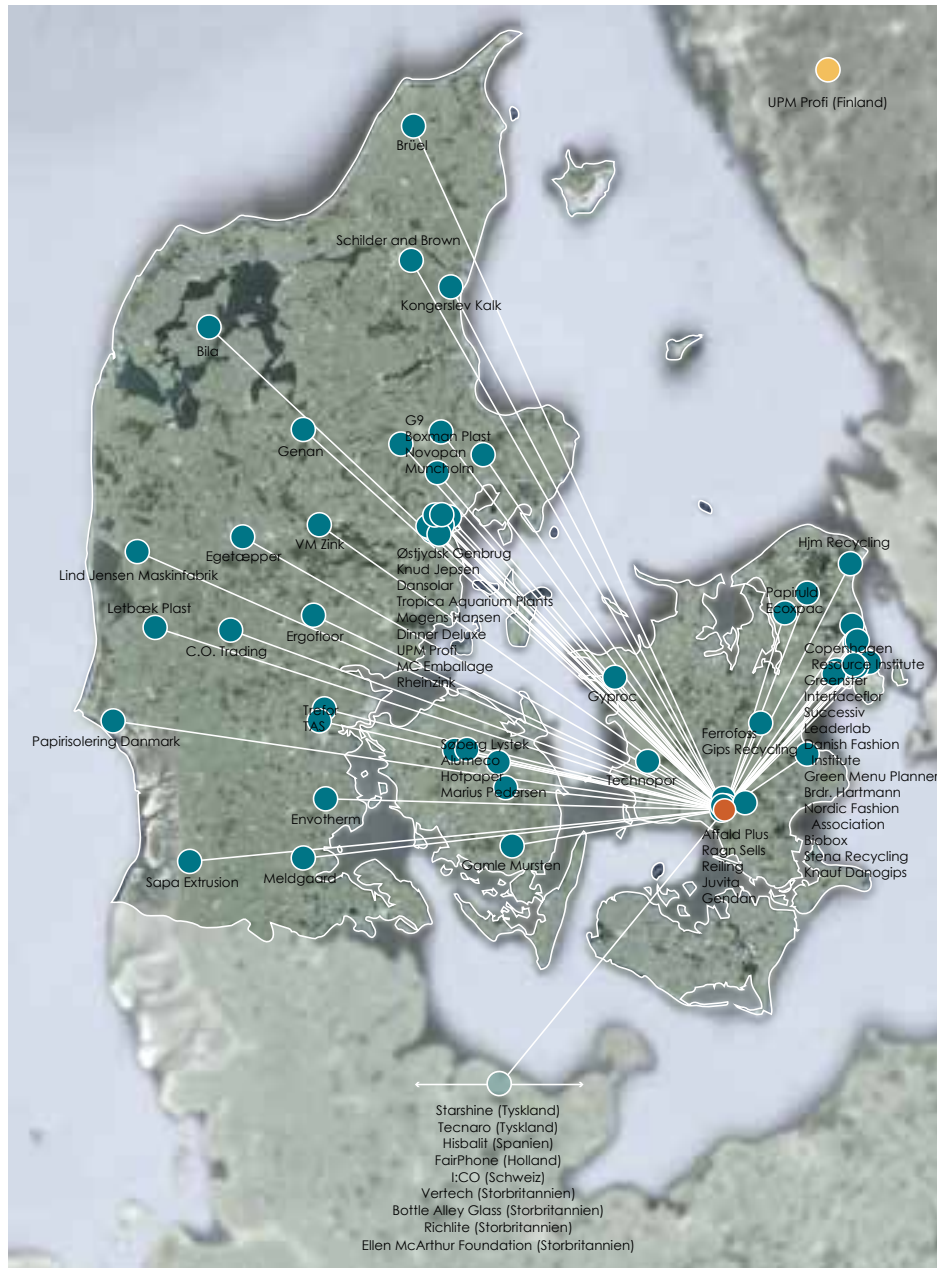 UPM Profi (Finland)
Brüel
Schilder and Brown
Kongerslev Kalk
Bila
G9
Boxman Plast
Novopan
Muncholm
Genan
VM Zink
Egetæpper
Lind Jensen Maskinfabrik
Østjydsk Genbrug
Knud Jepsen
Dansolar
Tropica Aquarium Plants
Mogens Hansen
Dinner Deluxe
UPM Profi
MC Emballage
Rheinzink
Letbæk Plast
C.O. Trading
Ergofloor
Hjm Recycling
Papirula
Ecoxpac
Copenhagen
Resource Institute
Greenster
Interfaceflor
Successiv
Leaderlab
Danish Fashion
Institute
Green Menu Planner
Brdr. Hartmann
Nordic Fashion
Association
Biobox
Stena Recycling
Knauf Danogips
Gyproc
Trefor
TAS
Papirisolering Danmark
Søberg Lystek
Alumeco
Hotpaper
Marius Pedersen
Ferrofoss
Gips Recycling
Technopor
Envotherm
Affald Plus
Ragn Sells
Reiling
Juvita
Gendan
Gamle Mursten
Sapa Extrusion
Meldgaard
Starshine (Tyskland)
Tecnaro (Tyskland)
Hisbalit (Spanien)
FairPhone (Holland)
I:CO (Schweiz)
Vertech (Storbritannien)
Bottle Alley Glass (Storbritannien)
Richlite (Storbritannien)
Ellen McArthur Foundation (Storbritannien)